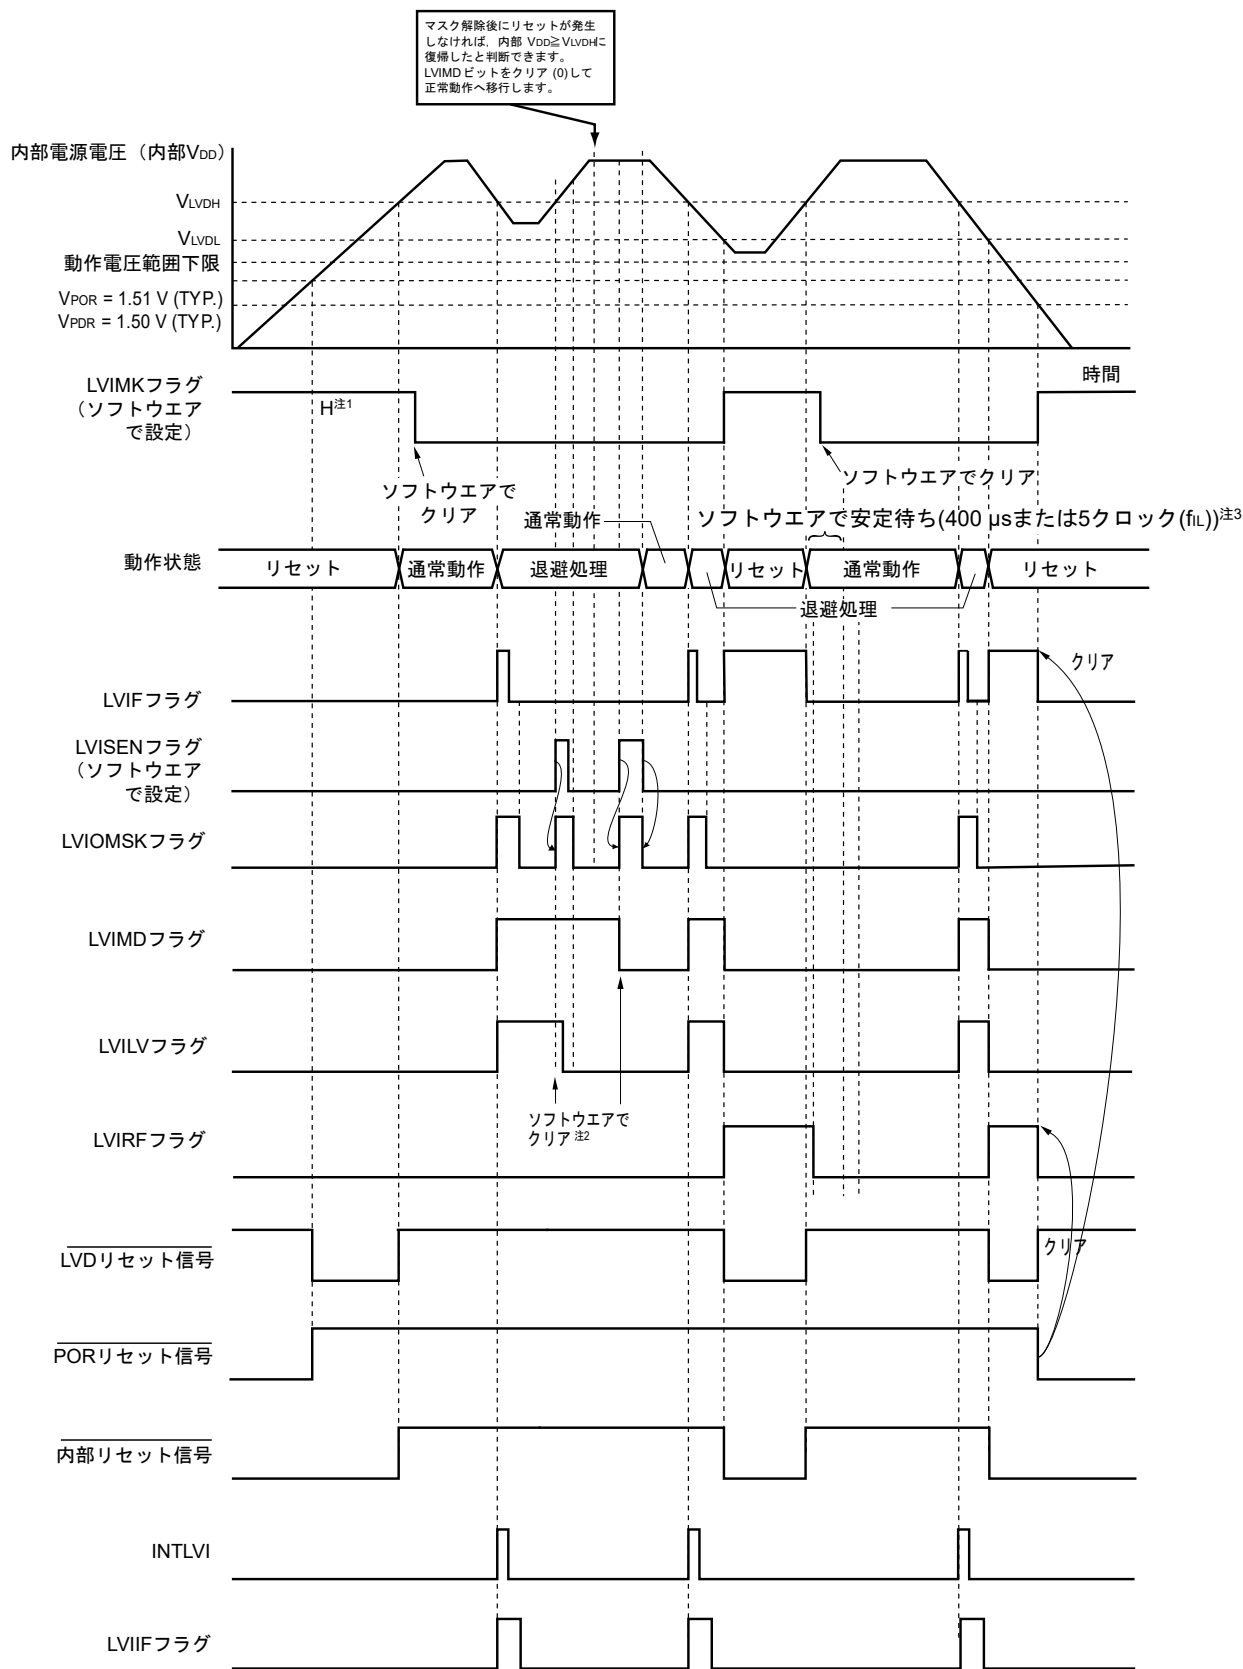 マスク解除後にリセットが発生
しなければ，内部 VDD≧VLVDHに
復帰したと判断できます。
LVIMDビットをクリア (0)して
正常動作へ移行します。
内部電源電圧（内部VDD）
VLVDH
VLVDL
動作電圧範囲下限
VPOR = 1.51 V (TYP.)
VPDR = 1.50 V (TYP.)
時間
LVIMKフラグ
（ソフトウエア
で設定）
H注1
ソフトウエアで
クリア
ソフトウエアでクリア
通常動作
ソフトウエアで安定待ち(400 μsまたは5クロック(fIL))注3
動作状態
リセット
通常動作
退避処理
リセット
通常動作
リセット
退避処理
クリア
LVIFフラグ
LVISENフラグ
（ソフトウエア
で設定）
LVIOMSKフラグ
LVIMDフラグ
LVILVフラグ
ソフトウエアで
クリア 注2
LVIRFフラグ
LVDリセット信号
クリア
PORリセット信号
内部リセット信号
INTLVI
LVIIFフラグ